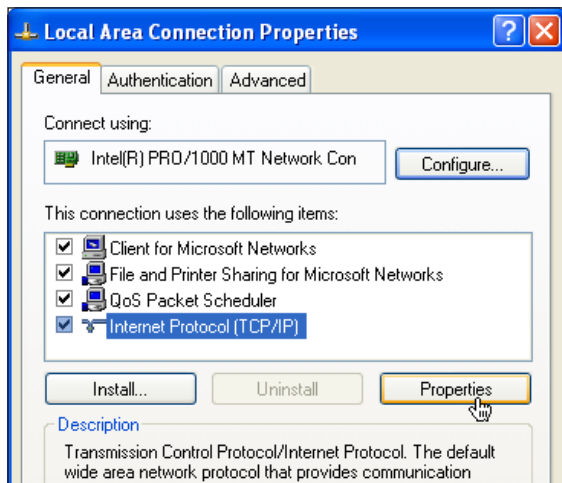 Local Area Connection Properties
General Authentication Advanced
Connect using:
Intel(R) PRO/1000 MT Network Con Configure...
This connection uses the following items:
Client for Microsoft Networks
File and Printer Sharing for Microsoft Networks
QoS Packet Scheduler
Internet Protocol (TCP/IP)
Install... Uninstall Properties
Description
Transmission Control Protocol/Internet Protocol. The default
wide area network protocol that provides communication